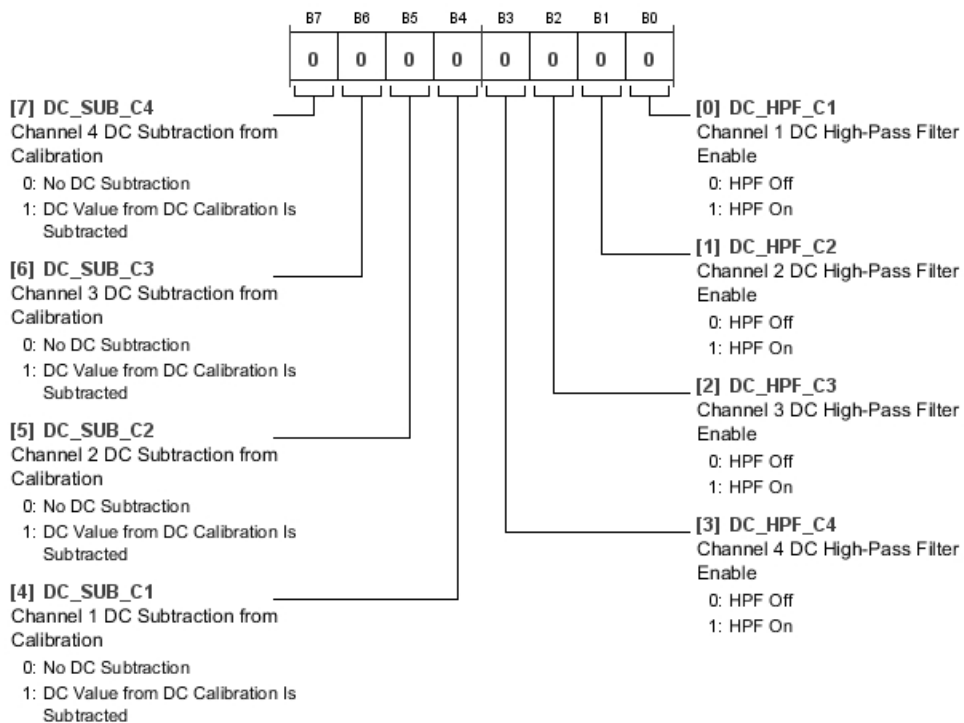 B7 B6 B5 B4 B3 B2 B1 B0
0 0 0 0 0 0 0 0
[7] DC_SUB_C4
Channel 4 DC Subtraction from
Calibration
0: No DC Subtraction
1: DC Value from DC Calibration Is
Subtracted
[6] DC_SUB_C3
Channel 3 DC Subtraction from
Calibration
0: No DC Subtraction
1: DC Value from DC Calibration Is
Subtracted
[5] DC_SUB_C2
Channel 2 DC Subtraction from
Calibration
0: No DC Subtraction
1: DC Value from DC Calibration Is
Subtracted
[4] DC_SUB_C1
Channel 1 DC Subtraction from
Calibration
0: No DC Subtraction
1: DC Value from DC Calibration Is
Subtracted
[0] DC_HPF_C1
Channel 1 DC High-Pass Filter
Enable
0: HPF Off
1: HPF On
[1] DC_HPF_C2
Channel 2 DC High-Pass Filter
Enable
0: HPF Off
1: HPF On
[2] DC_HPF_C3
Channel 3 DC High-Pass Filter
Enable
0: HPF Off
1: HPF On
[3] DC_HPF_C4
Channel 4 DC High-Pass Filter
Enable
0: HPF Off
1: HPF On